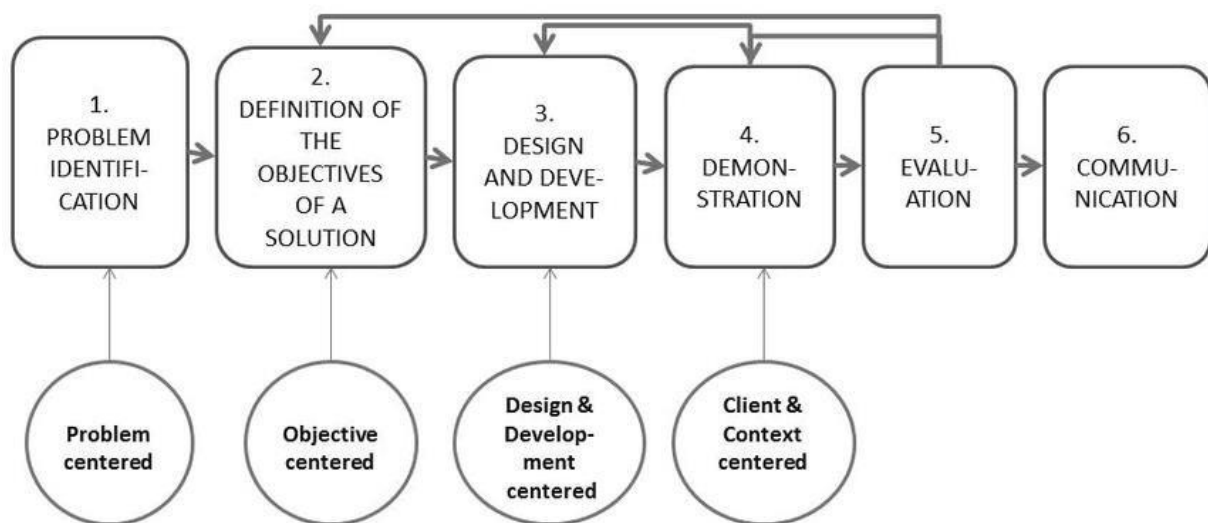 1.
PROBLEM
IDENTIFI-
CATION
2.
DEFINITION OF
THE
OBJECTIVES
OF A
SOLUTION
3.
DESIGN
AND DEVE-
LOPMENT
4.
DEMON-
STRATION
5.
EVALU-
ATION
6.
COMMU-
NICATION
Problem
centered
Objective
centered
Design &
Develop-
ment
centered
Client &
Context
centered